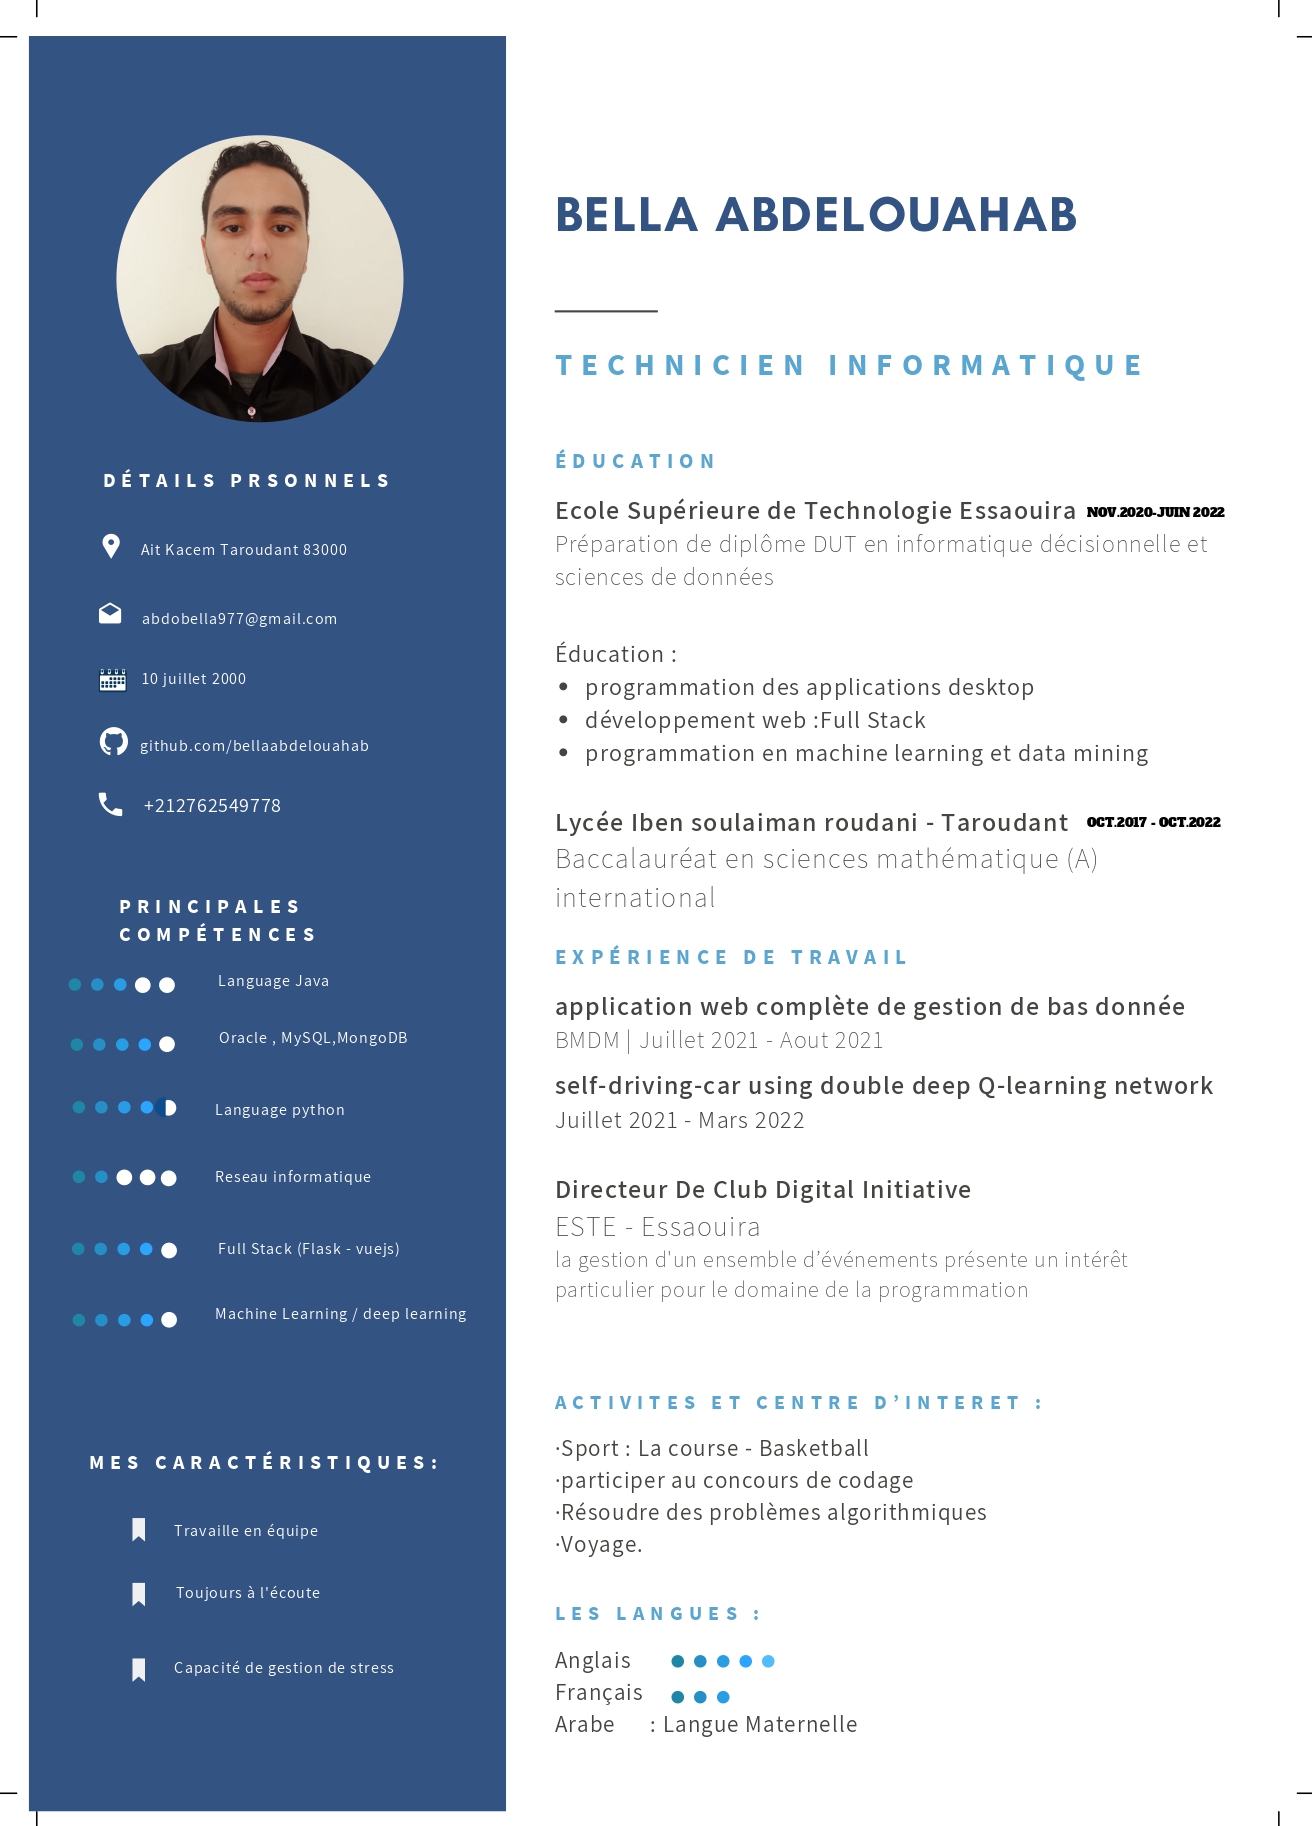 DÉTAILS PRSONNELS
Ait Kacem Taroudant 83000
abdobella977@gmail.com
10 juillet 2000
github.com/bellaabdelouahab
+212762549778
PRINCIPALES
COMPÉTENCES
Language Java
Oracle , MySQL,MongoDB
Language python
Reseau informatique
Full Stack (Flask - vuejs)
Machine Learning / deep learning
MES CARACTÉRISTIQUES:
Travaille en équipe
Toujours à l'écoute
Capacité de gestion de stress
BELLA ABDELOUAHAB
TECHNICIEN INFORMATIQUE
ÉDUCATION
Ecole Supérieure de Technologie Essaouira NOV.2020-JUIN 2022
Préparation de diplôme DUT en informatique décisionnelle et
sciences de données
Éducation :
• programmation des applications desktop
• développement web :Full Stack
• programmation en machine learning et data mining
Lycée Iben soulaiman roudani - Taroudant OCT.2017 - OCT.2022
Baccalauréat en sciences mathématique (A)
international
EXPÉRIENCE DE TRAVAIL
application web complète de gestion de bas donnée
BMDM | Juillet 2021 - Aout 2021
self-driving-car using double deep Q-learning network
Juillet 2021 - Mars 2022
Directeur De Club Digital Initiative
ESTE - Essaouira
la gestion d'un ensemble d’événements présente un intérêt
particulier pour le domaine de la programmation
ACTIVITES ET CENTRE D’INTERET :
·Sport : La course - Basketball
·participer au concours de codage
·Résoudre des problèmes algorithmiques
·Voyage.
LES LANGUES :
Anglais
Français
Arabe : Langue Maternelle